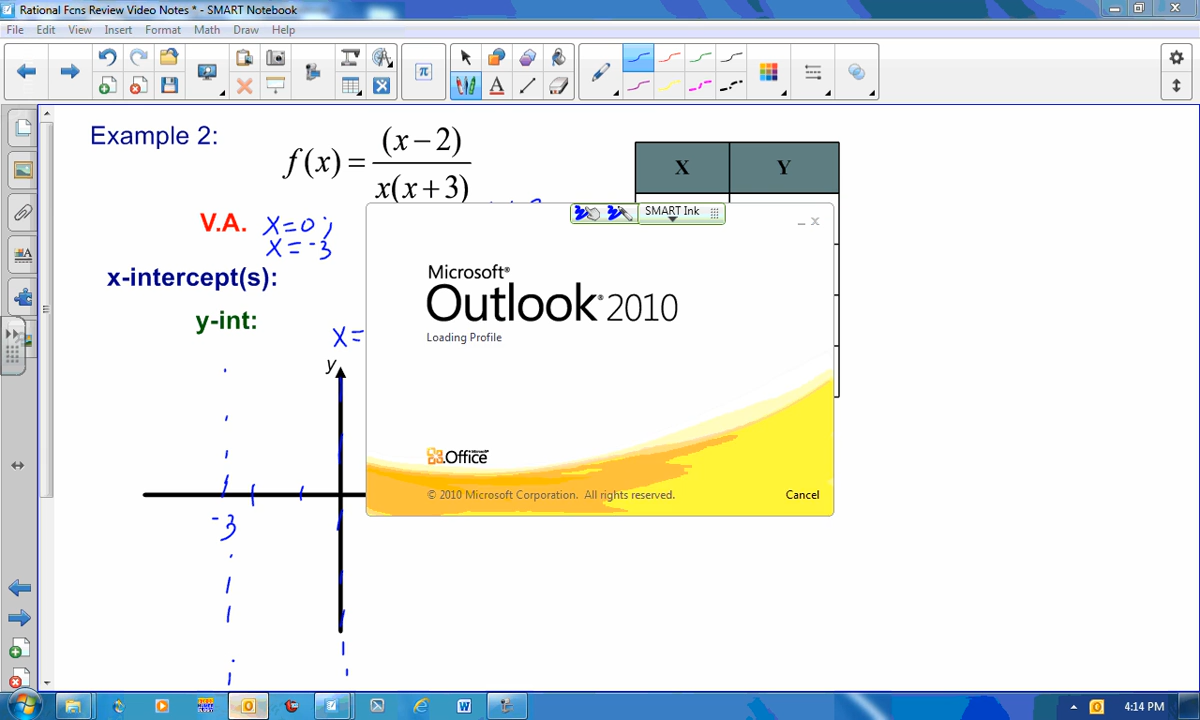 Rational Fcns Review Video Notes * - SMART Notebook
File Edit View Insert Format Math Draw Help
π
A
Example 2:
f(x) = (x − 2) / x(x + 3)
X Y
V.A. x=0;
x=-3
x-intercept(s):
y-int:
x=
y
-3
SMART Ink
Microsoft®
Outlook® 2010
Loading Profile
Office
© 2010 Microsoft Corporation. All rights reserved.
Cancel
4:14 PM